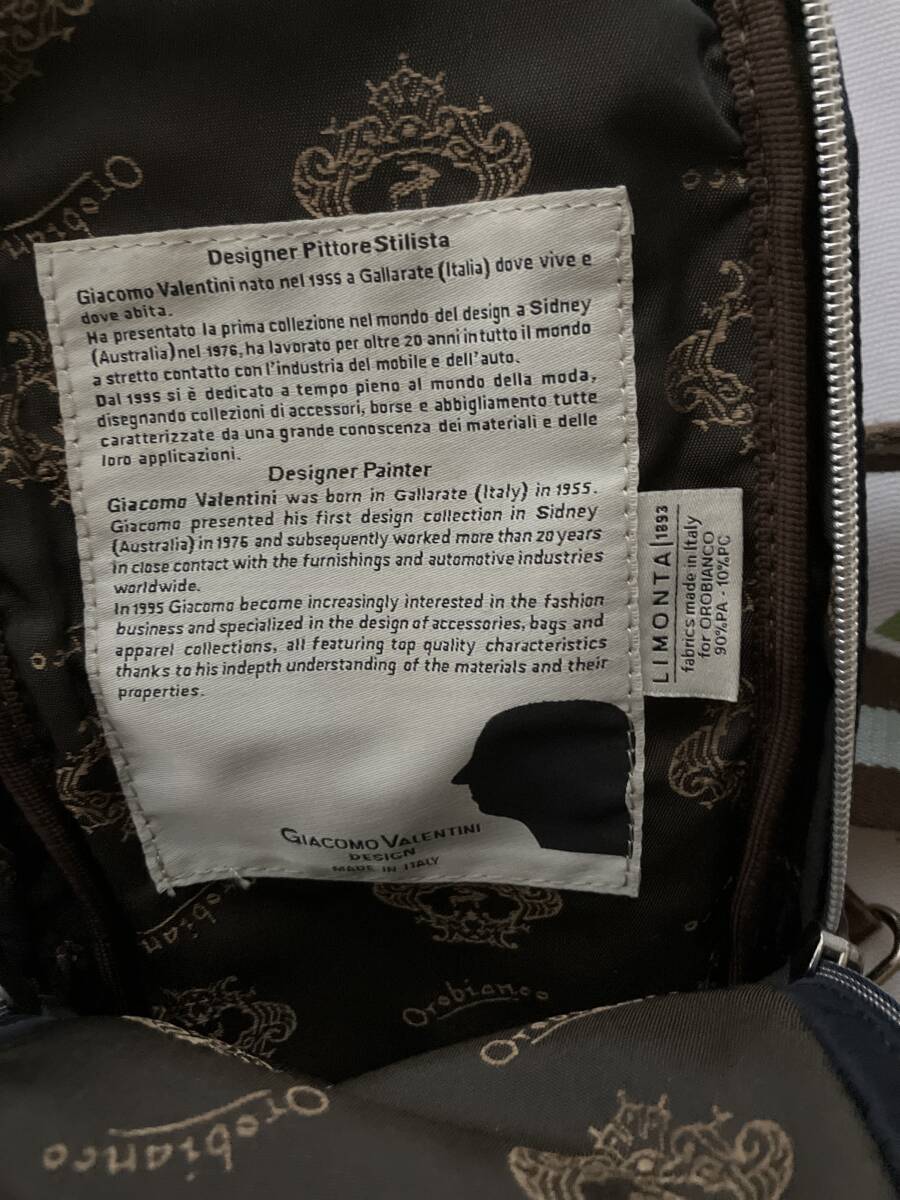 Orobianco
Designer Pittore Stilista
Giacomo Valentini nato nel 1955 a Gallarate (Italia) dove vive e
dove abita.
Ha presentato la prima collezione nel mondo del design a Sidney
(Australia) nel 1976, ha lavorato per oltre 20 anni in tutto il mondo
a stretto contatto con l'industria del mobile e dell'auto.
Dal 1995 si è dedicato a tempo pieno al mondo della moda,
disegnando collezioni di accessori, borse e abbigliamento tutte
caratterizzate da una grande conoscenza dei materiali e delle
loro applicazioni.
Designer Painter
Giacomo Valentini was born in Gallarate (Italy) in 1955.
Giacomo presented his first design collection in Sidney
(Australia) in 1976 and subsequently worked more than 20 years
in close contact with the furnishings and automotive industries
worldwide.
In 1995 Giacomo become increasingly interested in the fashion
business and specialized in the design of accessories, bags and
apparel collections, all featuring top quality characteristics
thanks to his indepth understanding of the materials and their
properties.
GIACOMO VALENTINI
DESIGN
MADE IN ITALY
LIMONTA | 1893
fabrics made in Italy
for OROBIANCO
90%PA - 10%PC
Orobianco
Orobianco